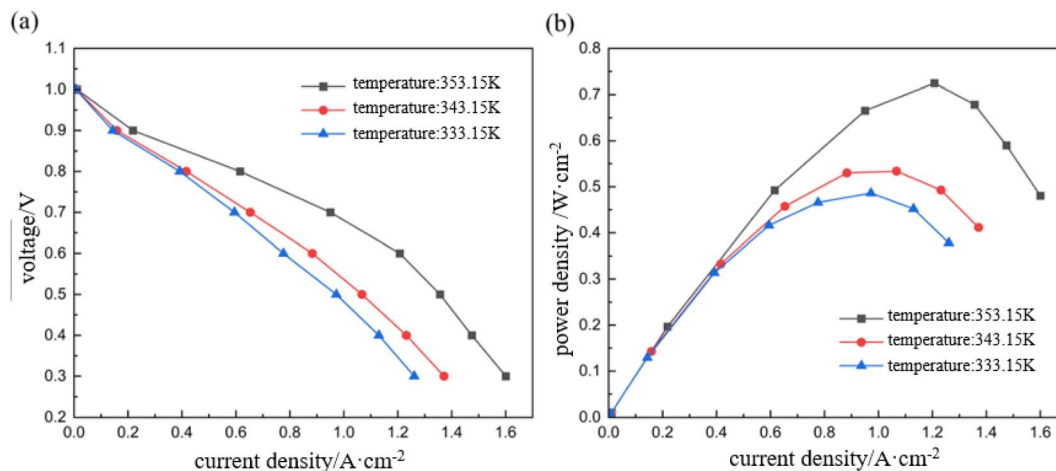 (a)
1.1
1.0
0.9
0.8
0.7
0.6
0.5
0.4
0.3
0.2
voltage/V
temperature:353.15K
temperature:343.15K
temperature:333.15K
0.0 0.2 0.4 0.6 0.8 1.0 1.2 1.4 1.6
current density/A·cm⁻²
(b)
0.8
0.7
0.6
0.5
0.4
0.3
0.2
0.1
0.0
power density /W·cm⁻²
temperature:353.15K
temperature:343.15K
temperature:333.15K
0.0 0.2 0.4 0.6 0.8 1.0 1.2 1.4 1.6
current density/A·cm⁻²